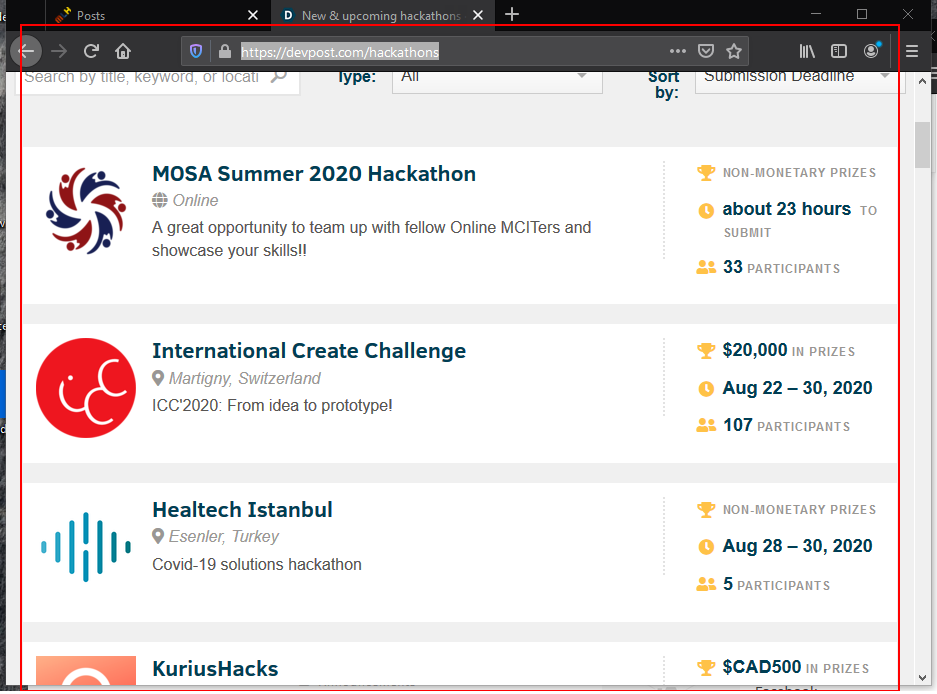 Posts
New & upcoming hackathons
https://devpost.com/hackathons
Search by title, keyword, or locati
Type:
All
Sort by:
Submission Deadline
MOSA Summer 2020 Hackathon
Online
A great opportunity to team up with fellow Online MCITers and
showcase your skills!!
NON-MONETARY PRIZES
about 23 hours TO
SUBMIT
33 PARTICIPANTS
International Create Challenge
Martigny, Switzerland
ICC'2020: From idea to prototype!
$20,000 IN PRIZES
Aug 22 – 30, 2020
107 PARTICIPANTS
Healtech Istanbul
Esenler, Turkey
Covid-19 solutions hackathon
NON-MONETARY PRIZES
Aug 28 – 30, 2020
5 PARTICIPANTS
KuriusHacks
$CAD500 IN PRIZES